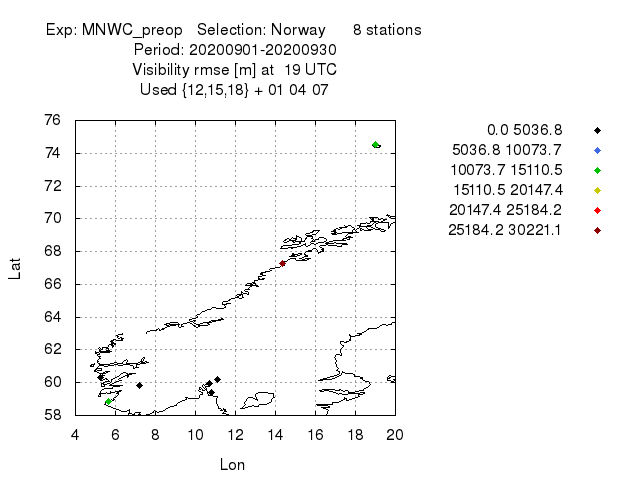 Exp: MNWC_preop Selection: Norway 8 stations
Period: 20200901-20200930
Visibility rmse [m] at 19 UTC
Used {12,15,18} + 01 04 07
0.0 5036.8
5036.8 10073.7
10073.7 15110.5
15110.5 20147.4
20147.4 25184.2
25184.2 30221.1
76
74
72
70
68
66
64
62
60
58
Lat
4 6 8 10 12 14 16 18 20
Lon